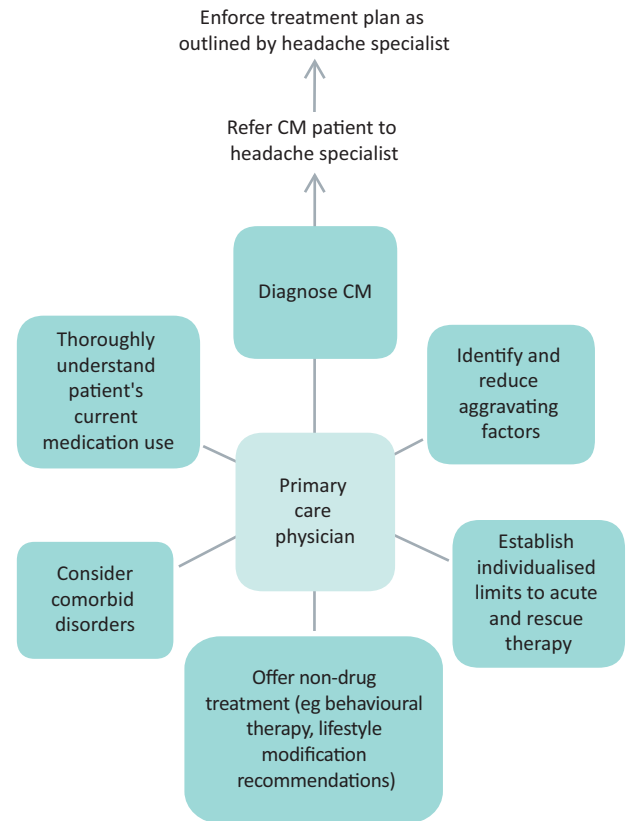 Enforce treatment plan as
outlined by headache specialist
Refer CM patient to
headache specialist
Diagnose CM
Thoroughly
understand
patient's
current
medication use
Identify and
reduce
aggravating
factors
Primary
care
physician
Consider
comorbid
disorders
Establish
individualised
limits to acute
and rescue
therapy
Offer non-drug
treatment (eg behavioural
therapy, lifestyle
modification
recommendations)